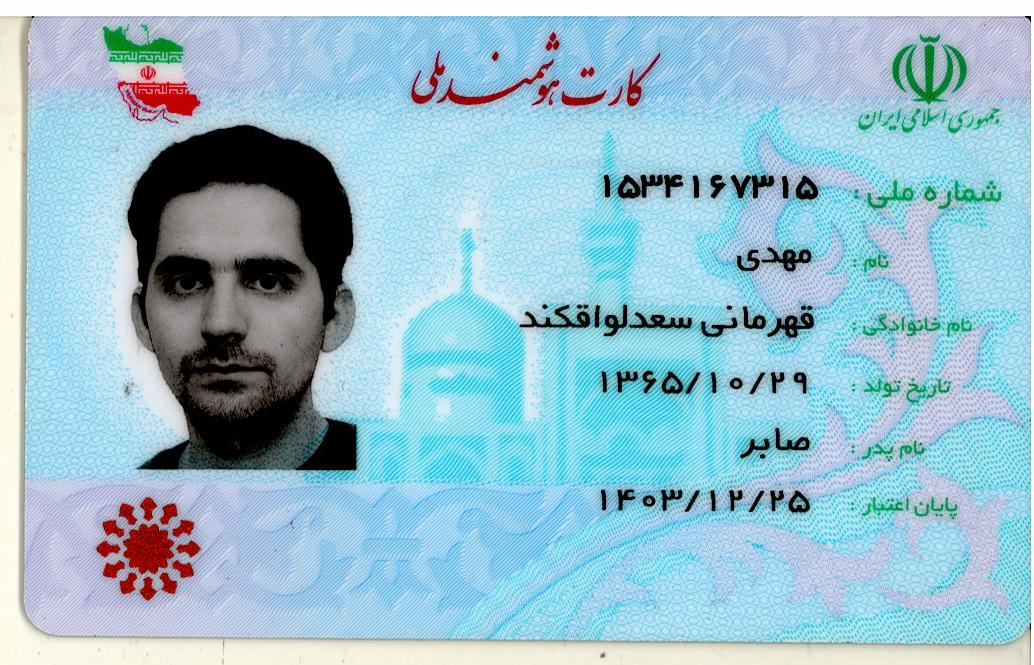 کارت هوشمند ملی
جمهوری اسلامی ایران
شماره ملی : ۱۵۳۴۱۶۷۳۱۵
نام : مهدی
نام خانوادگی : قهرمانی سعدلواقکند
تاریخ تولد : ۱۳۶۵/۱۰/۲۹
نام پدر : صابر
پایان اعتبار : ۱۴۰۳/۱۲/۲۵